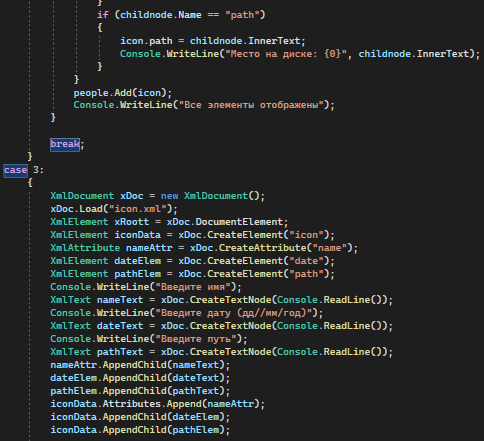 }
if (childnode.Name == "path")
{
icon.path = childnode.InnerText;
Console.WriteLine("Место на диске: {0}", childnode.InnerText);
}
}
people.Add(icon);
Console.WriteLine("Все элементы отображены");
}
break;
}
case 3:
{
XmlDocument xDoc = new XmlDocument();
xDoc.Load("icon.xml");
XmlElement xRoott = xDoc.DocumentElement;
XmlElement iconData = xDoc.CreateElement("icon");
XmlAttribute nameAttr = xDoc.CreateAttribute("name");
XmlElement dateElem = xDoc.CreateElement("date");
XmlElement pathElem = xDoc.CreateElement("path");
Console.WriteLine("Введите имя");
XmlText nameText = xDoc.CreateTextNode(Console.ReadLine());
Console.WriteLine("Введите дату (дд//мм/год)");
XmlText dateText = xDoc.CreateTextNode(Console.ReadLine());
Console.WriteLine("Введите путь");
XmlText pathText = xDoc.CreateTextNode(Console.ReadLine());
nameAttr.AppendChild(nameText);
dateElem.AppendChild(dateText);
pathElem.AppendChild(pathText);
iconData.Attributes.Append(nameAttr);
iconData.AppendChild(dateElem);
iconData.AppendChild(pathElem);